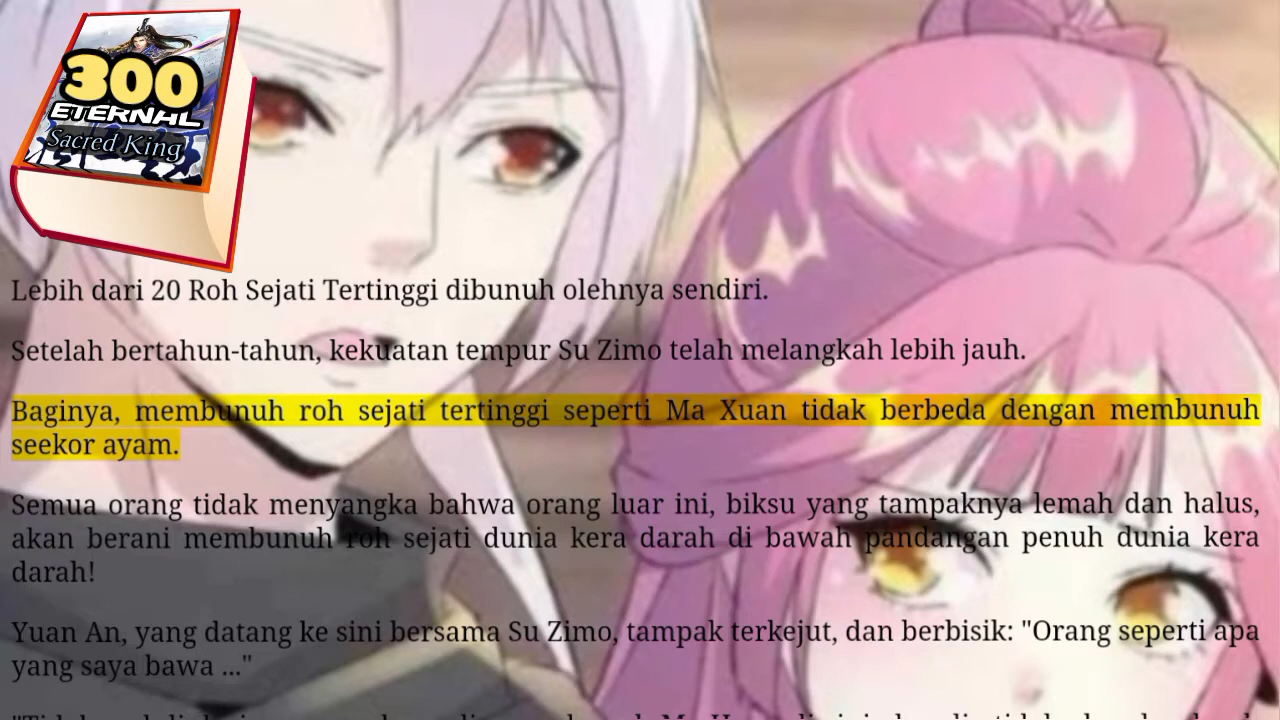 300
ETERNAL
Sacred King
Lebih dari 20 Roh Sejati Tertinggi dibunuh olehnya sendiri.
Setelah bertahun-tahun, kekuatan tempur Su Zimo telah melangkah lebih jauh.
Baginya, membunuh roh sejati tertinggi seperti Ma Xuan tidak berbeda dengan membunuh
seekor ayam.
Semua orang tidak menyangka bahwa orang luar ini, biksu yang tampaknya lemah dan halus,
akan berani membunuh roh sejati dunia kera darah di bawah pandangan penuh dunia kera
darah!
Yuan An, yang datang ke sini bersama Su Zimo, tampak terkejut, dan berbisik: "Orang seperti apa
yang saya bawa ..."